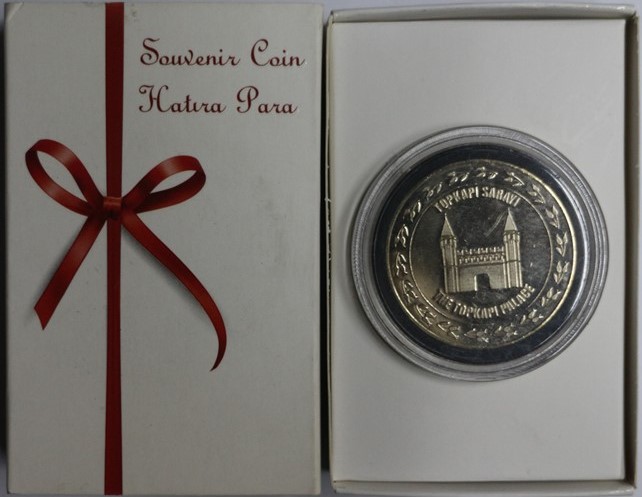 Souvenir Coin
Hatıra Para
TOPKAPI SARAYI
THE TOPKAPI PALACE